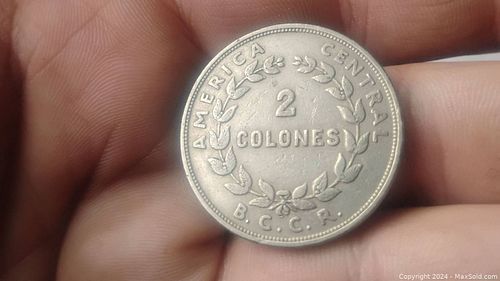 AMERICA CENTRAL
2
COLONES
B. C. C. R.
Copyright © 2024 - MaxSold.com